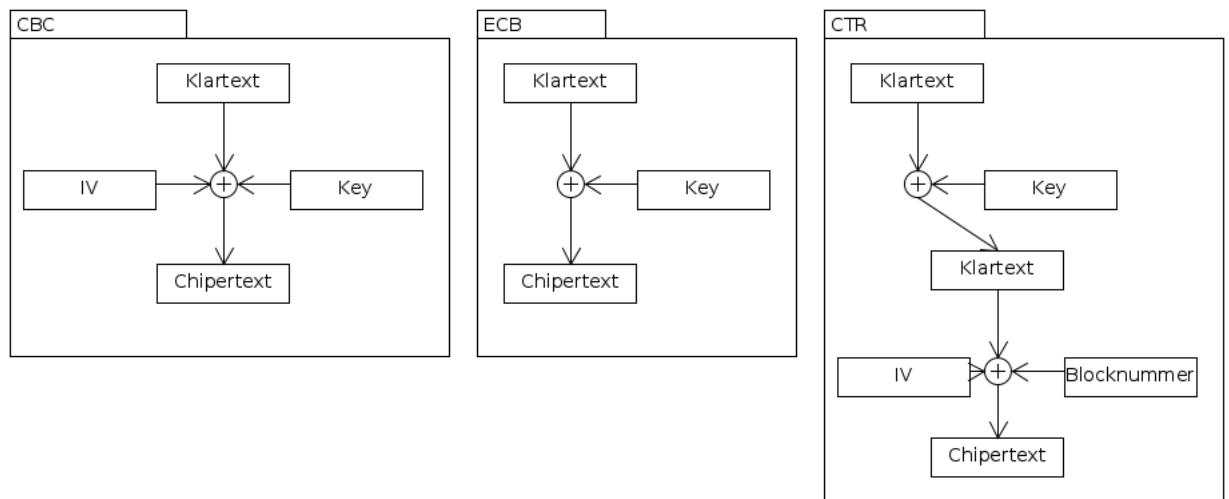 CBC
Klartext
IV
Key
Chipertext
ECB
Klartext
Key
Chipertext
CTR
Klartext
Key
Klartext
IV
Blocknummer
Chipertext